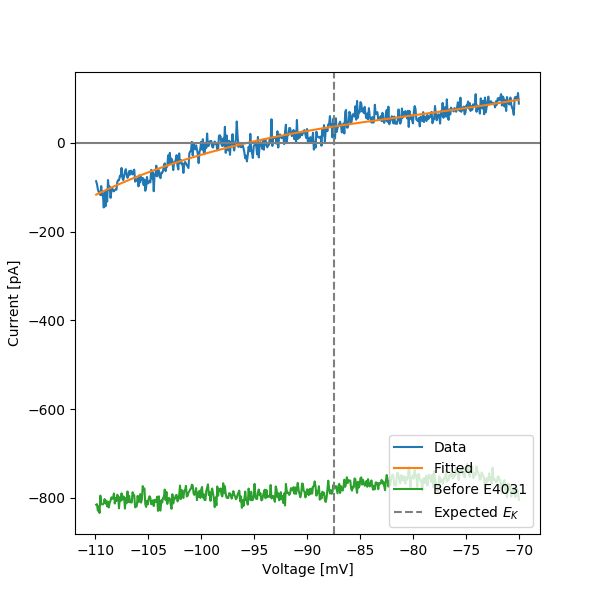 0
−200
−400
−600
−800
Current [pA]
Data
Fitted
Before E4031
Expected E_K
−110 −105 −100 −95 −90 −85 −80 −75 −70
Voltage [mV]